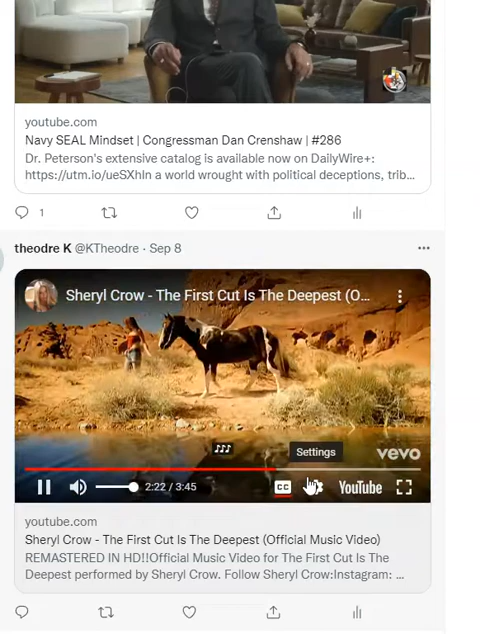 youtube.com
Navy SEAL Mindset | Congressman Dan Crenshaw | #286
Dr. Peterson's extensive catalog is available now on DailyWire+:
https://utm.io/ueSXhIn a world wrought with political deceptions, trib...
1
theodre K @KTheodre · Sep 8
Sheryl Crow - The First Cut Is The Deepest (O...
Settings
vevo
2:22 / 3:45
CC
YouTube
youtube.com
Sheryl Crow - The First Cut Is The Deepest (Official Music Video)
REMASTERED IN HD!!Official Music Video for The First Cut Is The
Deepest performed by Sheryl Crow. Follow Sheryl Crow:Instagram: ...